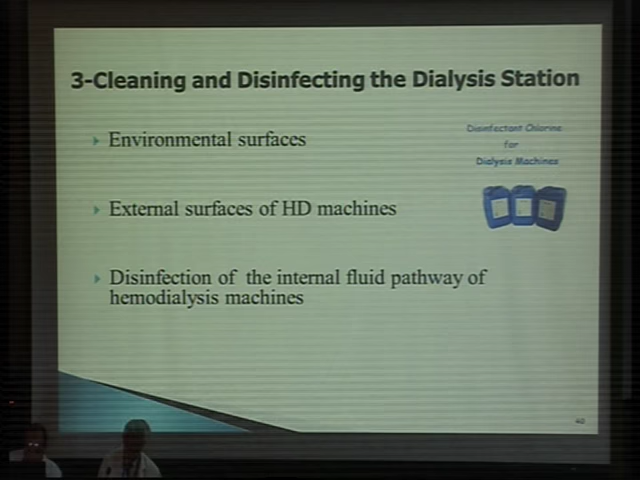 3-Cleaning and Disinfecting the Dialysis Station
Environmental surfaces
Disinfectant Chlorine
for
Dialysis Machines
External surfaces of HD machines
Disinfection of the internal fluid pathway of
hemodialysis machines
40